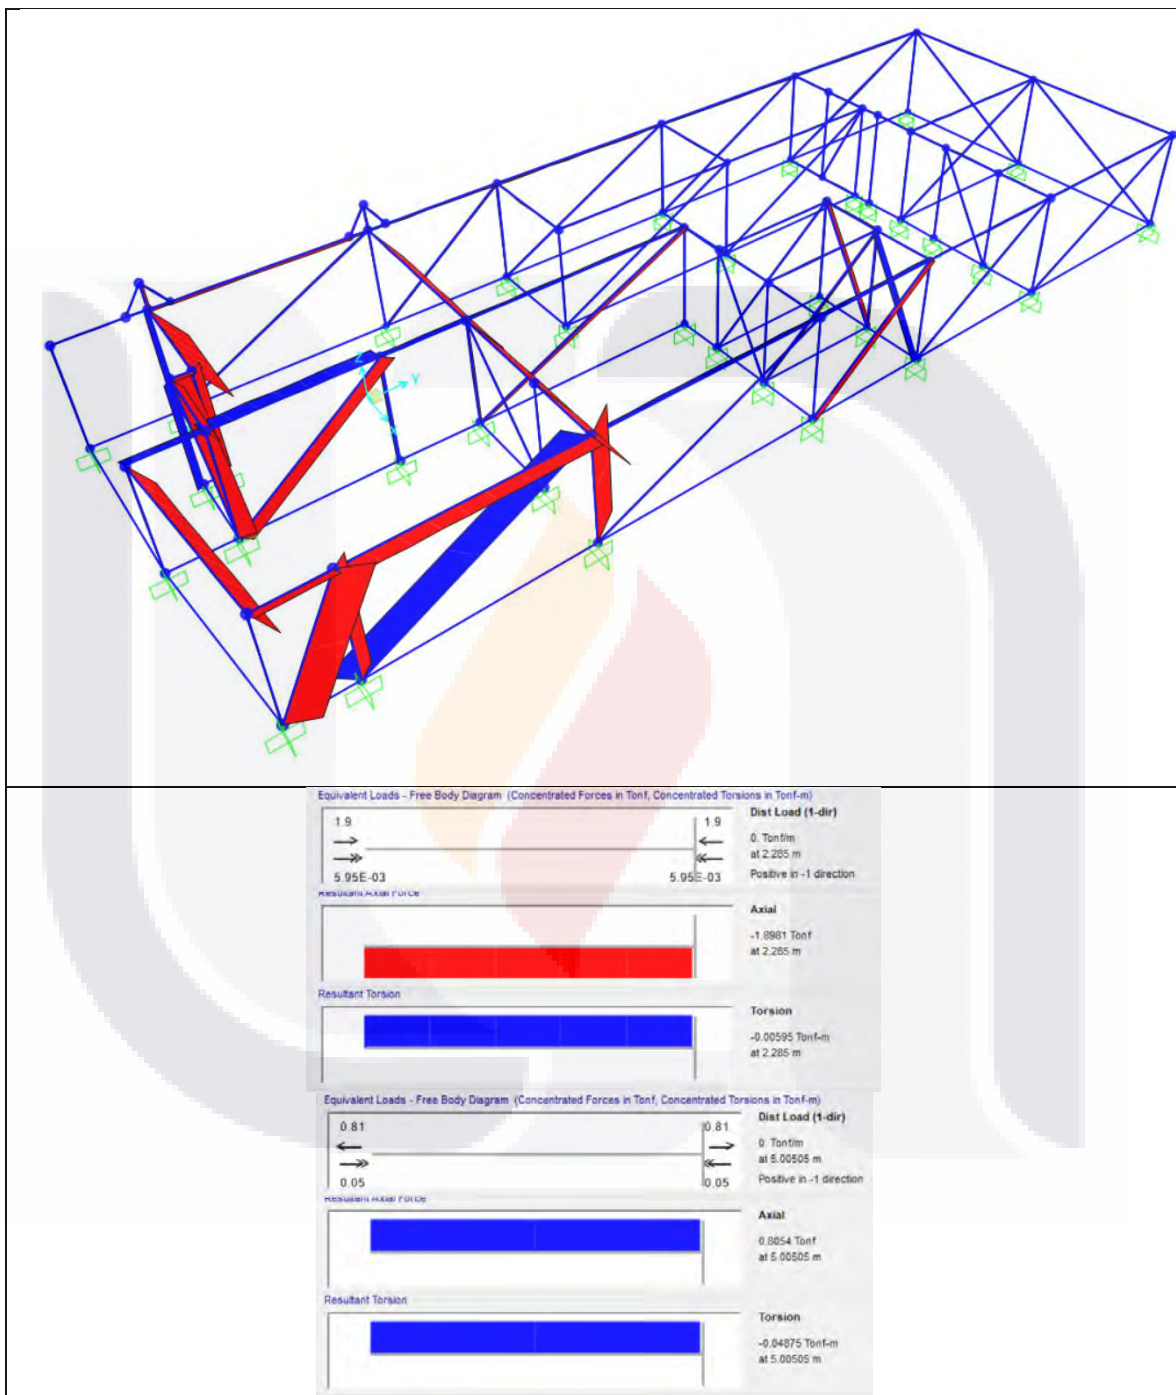 Z
Y
X
Equivalent Loads - Free Body Diagram (Concentrated Forces in Tonf, Concentrated Torsions in Tonf-m)
1.9
1.9
5.95E-03
5.95E-03
Dist Load (1-dir)
0. Tonf/m
at 2.285 m
Positive in -1 direction
Resultant Axial Force
Axial
-1.8981 Tonf
at 2.285 m
Resultant Torsion
Torsion
-0.00595 Tonf-m
at 2.285 m
Equivalent Loads - Free Body Diagram (Concentrated Forces in Tonf, Concentrated Torsions in Tonf-m)
0.81
0.81
0.05
0.05
Dist Load (1-dir)
0. Tonf/m
at 5.00505 m
Positive in -1 direction
Resultant Axial Force
Axial
0.8054 Tonf
at 5.00505 m
Resultant Torsion
Torsion
-0.04875 Tonf-m
at 5.00505 m